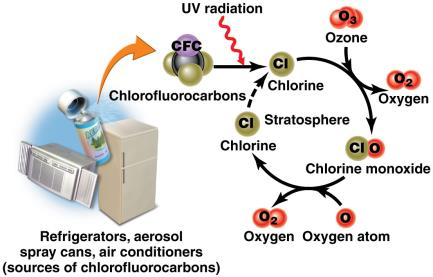 UV radiation
O3
Ozone
CFC
Cl
Chlorofluorocarbons
Chlorine
O2
Oxygen
Cl
Stratosphere
Chlorine
Cl O
Chlorine monoxide
O2
O
Oxygen
Oxygen atom
Refrigerators, aerosol
spray cans, air conditioners
(sources of chlorofluorocarbons)